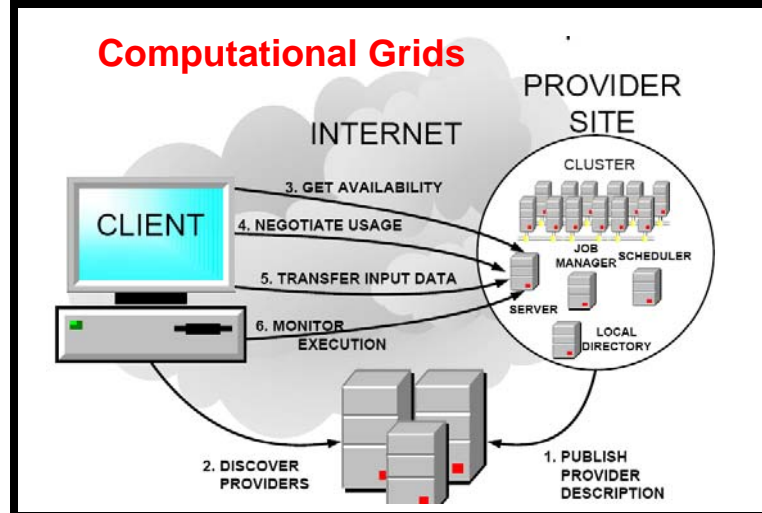 Computational Grids
PROVIDER
SITE
INTERNET
CLUSTER
3. GET AVAILABILITY
CLIENT
4. NEGOTIATE USAGE
JOB
MANAGER
SCHEDULER
5. TRANSFER INPUT DATA
SERVER
6. MONITOR
EXECUTION
LOCAL
DIRECTORY
2. DISCOVER
PROVIDERS
1. PUBLISH
PROVIDER
DESCRIPTION